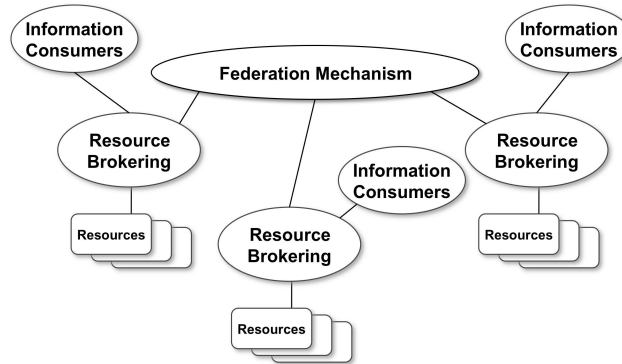 Information
Consumers
Information
Consumers
Federation Mechanism
Resource
Brokering
Resource
Brokering
Information
Consumers
Resources
Resource
Brokering
Resources
Resources